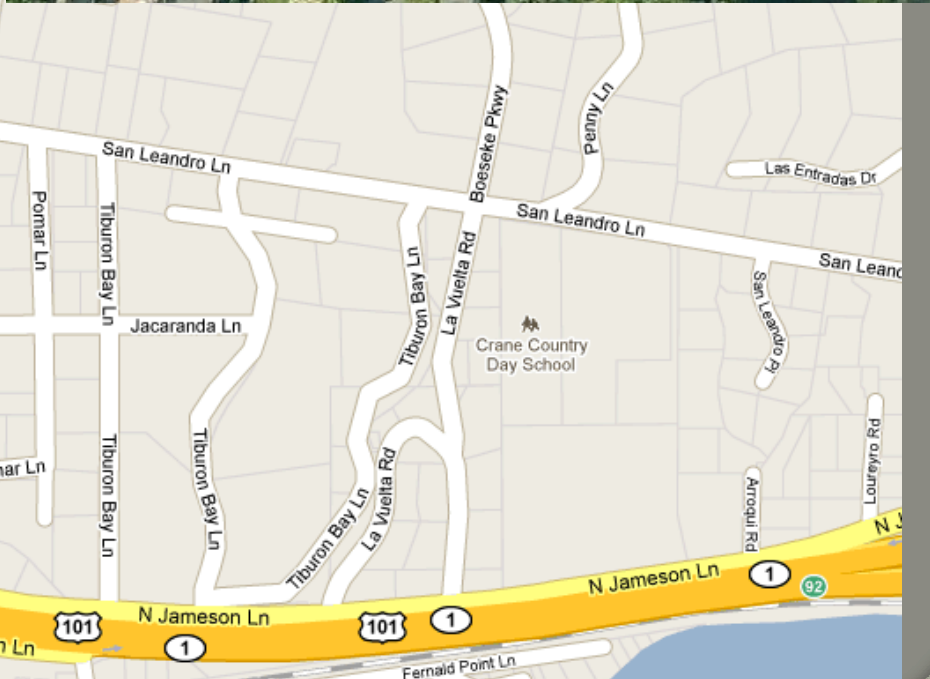 Boeseke Pkwy
Penny Ln
San Leandro Ln
Las Entradas Dr
Pomar Ln
Tiburon Bay Ln
San Leandro Ln
La Vuelta Rd
Tiburon Bay Ln
San Leand
San Leandro Pl
Jacaranda Ln
Crane Country
Day School
Tiburon Bay Ln
Tiburon Bay Ln
mar Ln
La Vuelta Rd
Tiburon Bay Ln
Loureyro Rd
Arroqui Rd
N J
N Jameson Ln
1
92
N Jameson Ln
101
101
1
1
n Ln
Fernald Point Ln